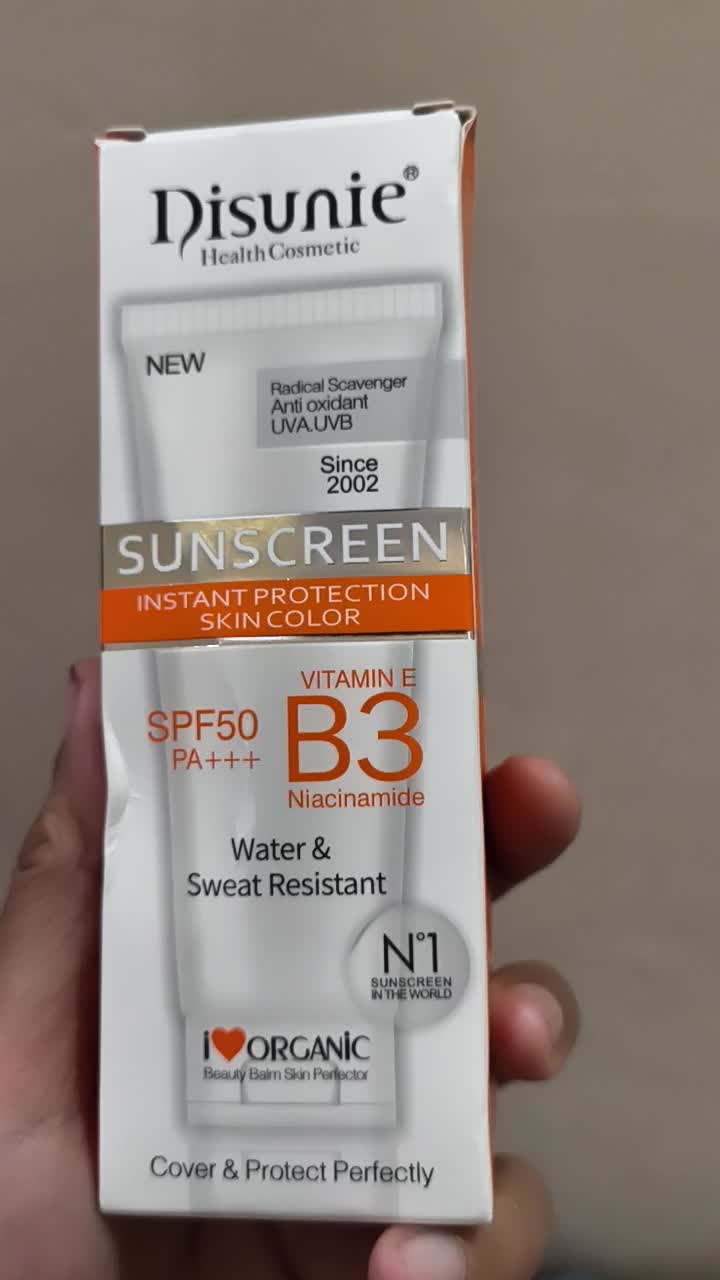 Disunie®
Health Cosmetic
NEW
Radical Scavenger
Anti oxidant
UVA.UVB
Since
2002
SUNSCREEN
INSTANT PROTECTION
SKIN COLOR
VITAMIN E
SPF50
PA+++
B3
Niacinamide
Water &
Sweat Resistant
N°1
SUNSCREEN
IN THE WORLD
i❤ORGANiC
Beauty Balm Skin Perfector
Cover & Protect Perfectly